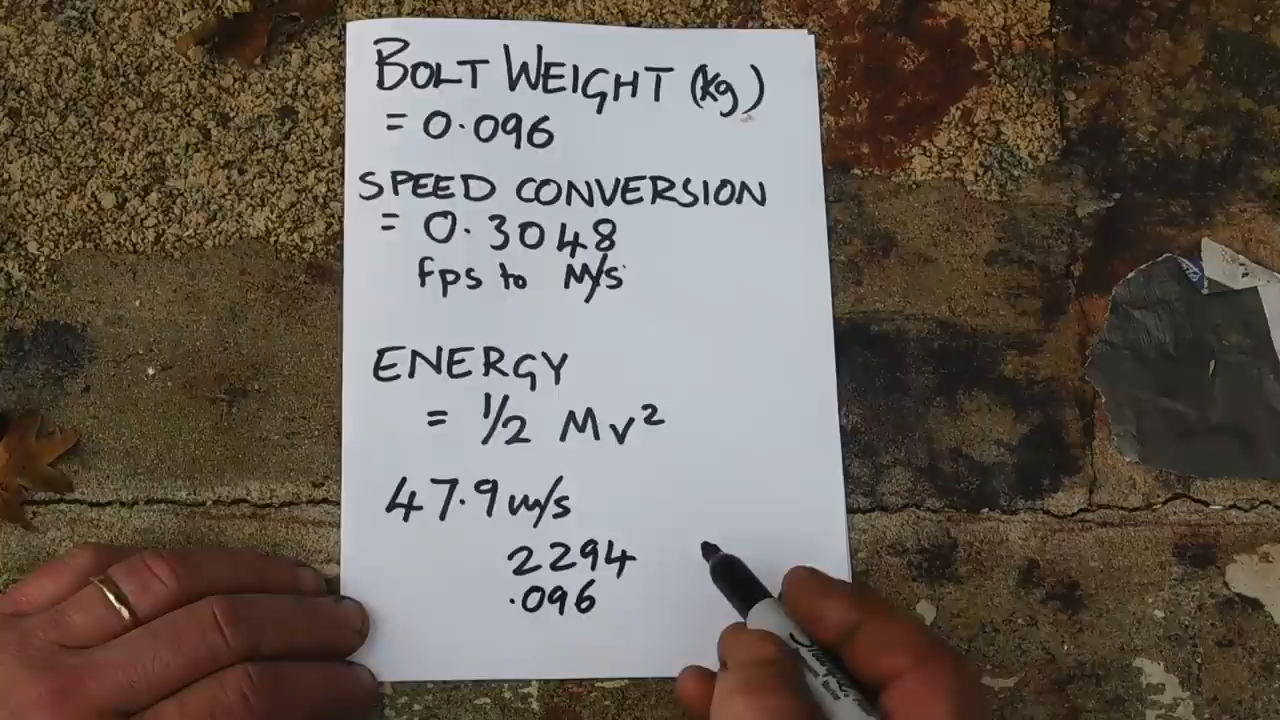 BOLT WEIGHT (kg)
= 0.096
SPEED CONVERSION
= 0.3048
fps to M/s
ENERGY
= 1/2 Mv²
47.9 m/s
2294
.096